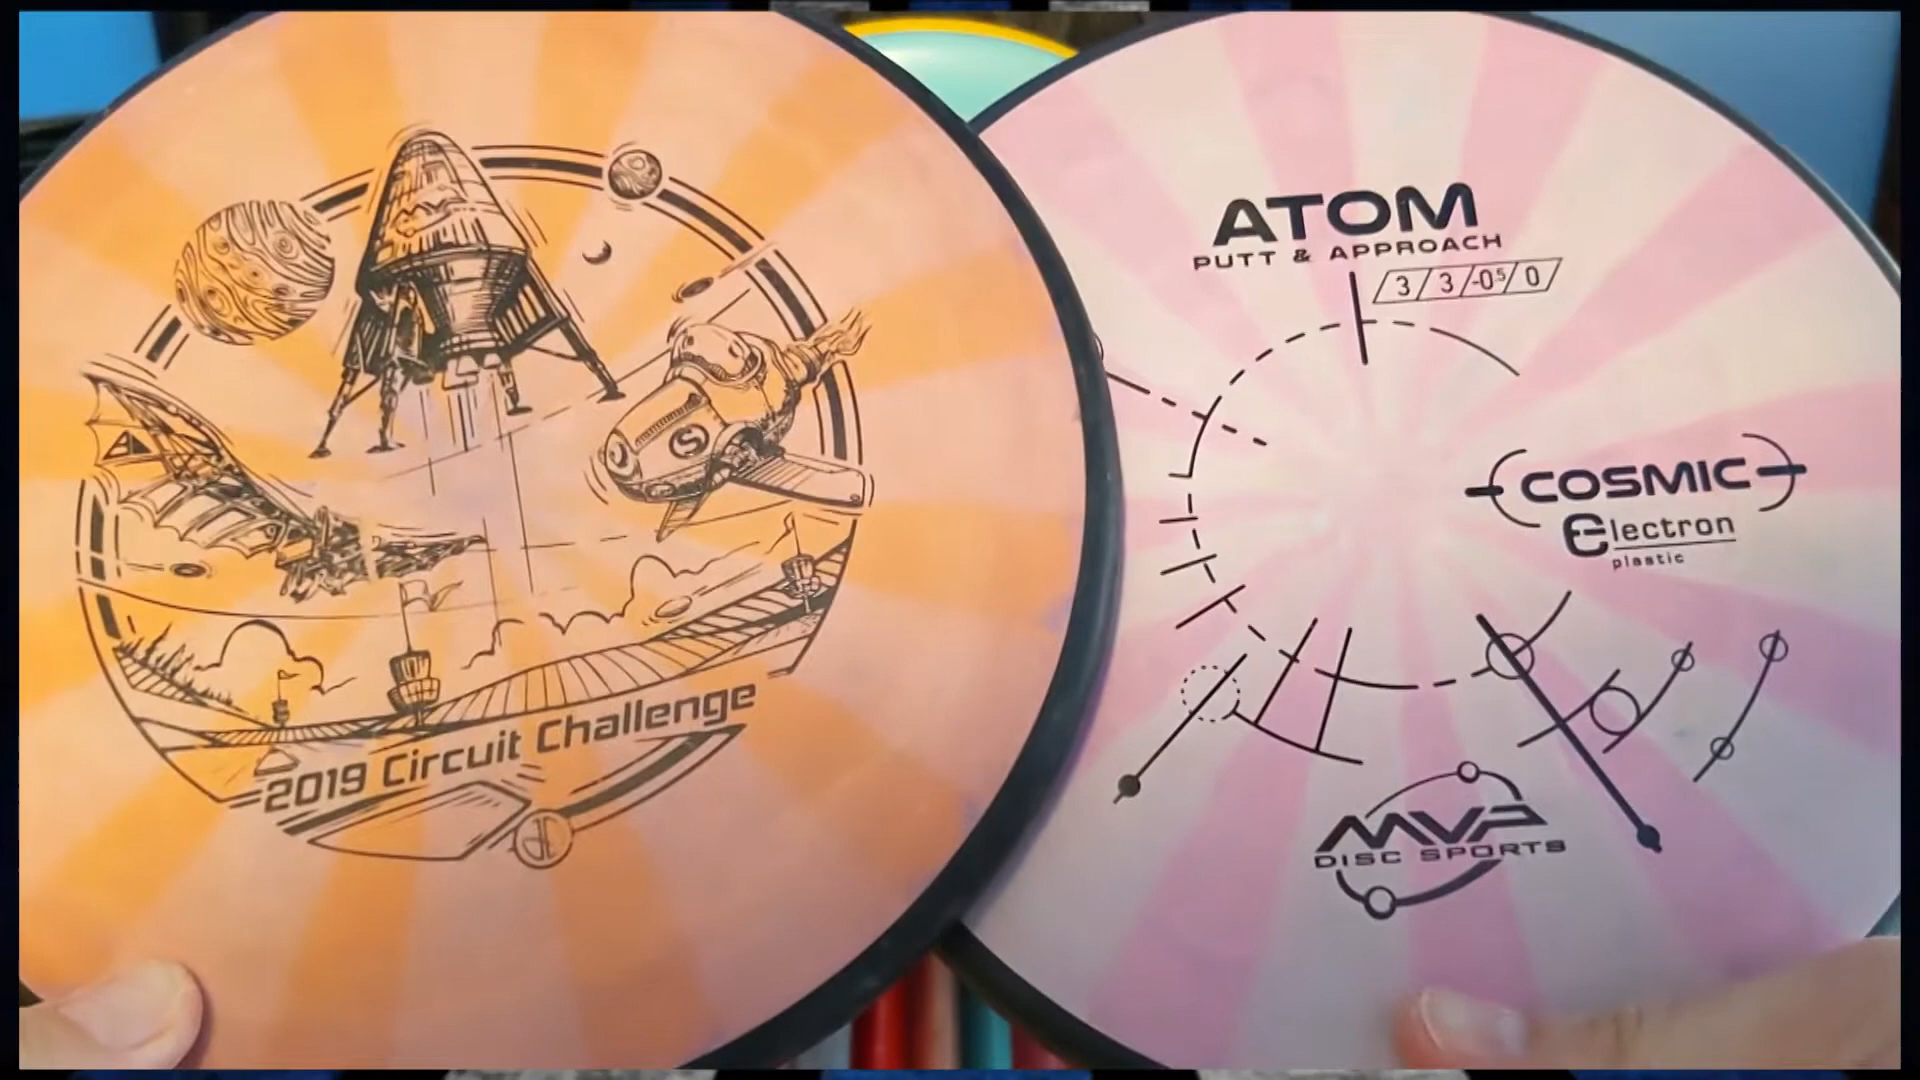 2019 Circuit Challenge
S
ATOM
PUTT & APPROACH
3 / 3 / -0.5 / 0
COSMIC
Electron
plastic
MVP
DISC SPORTS